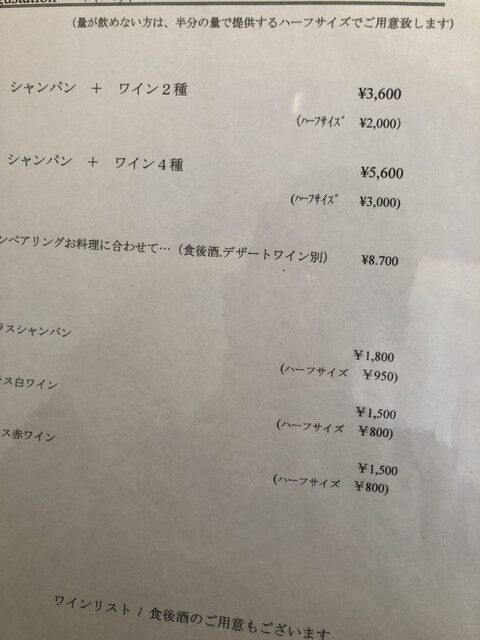 （量が飲めない方は、半分の量で提供するハーフサイズでご用意致します）
シャンパン ＋ ワイン２種 ¥3,600
(ﾊｰﾌｻｲｽﾞ ¥2,000)
シャンパン ＋ ワイン４種 ¥5,600
(ﾊｰﾌｻｲｽﾞ ¥3,000)
ンペアリングお料理に合わせて…（食後酒.デザートワイン別） ¥8.700
ラスシャンパン ￥1,800
(ハーフサイズ ￥950)
ラス白ワイン ￥1,500
(ハーフサイズ ￥800)
ス赤ワイン ￥1,500
(ハーフサイズ ￥800)
ワインリスト / 食後酒のご用意もございます